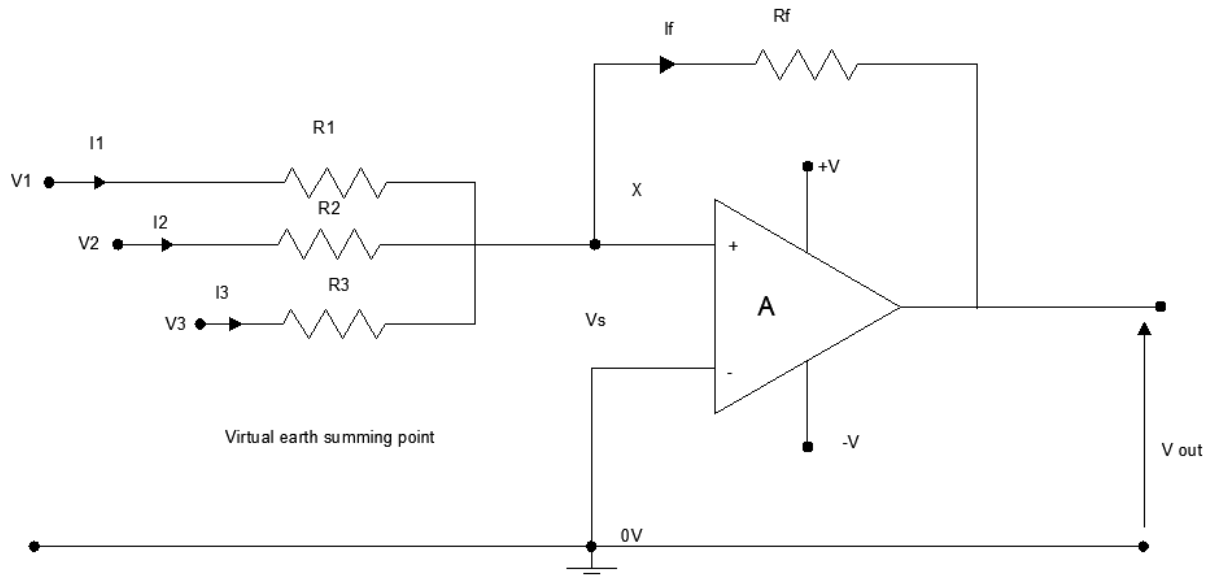 If
Rf
I1
R1
V1
+V
X
R2
I2
V2
+
I3
R3
A
V3
Vs
-
Virtual earth summing point
-V
V out
0V